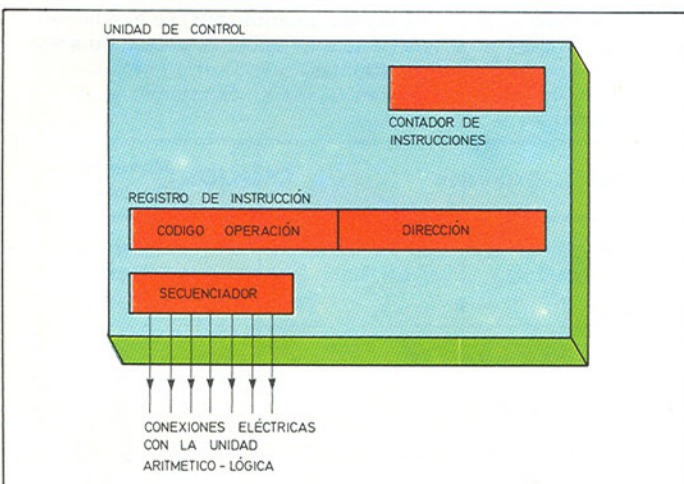 UNIDAD DE CONTROL
CONTADOR DE
INSTRUCCIONES
REGISTRO DE INSTRUCCIÓN
CODIGO OPERACIÓN DIRECCIÓN
SECUENCIADOR
CONEXIONES ELÉCTRICAS
CON LA UNIDAD
ARITMETICO - LÓGICA